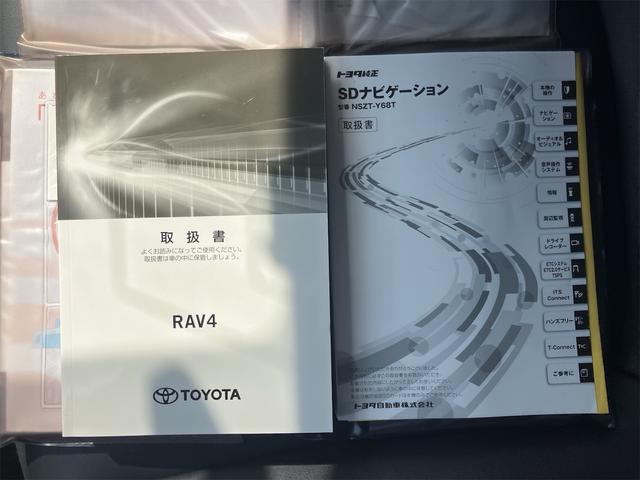 取扱書
よくお読みになってご使用ください。
取扱書は車の中に保管しましょう。
RAV4
TOYOTA
トヨタ純正
SDナビゲーション
型番 NSZT-Y68T
取扱書
本機の
操作
ナビゲー
ション
オーディオ&
ビジュアル
音声操作
システム
情報
周辺監視
ドライブ
レコーダー
ETCシステム
ETC2.0サービス
TSPS
ITS
Connect
ハンズフリー
T-Connect
ご参考に
トヨタ自動車株式会社